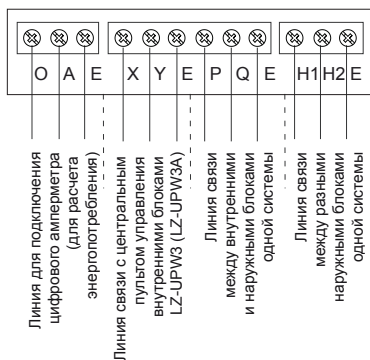 O A E X Y E P Q E H1 H2 E
Линия для подключения
цифрового амперметра
(для расчета
энергопотребления)
Линия связи с центральным
пультом управления
внутренними блоками
LZ-UPW3 (LZ-UPW3A)
Линия связи
между внутренними
и наружными блоками
одной системы
Линия связи
между разными
наружными блоками
одной системы